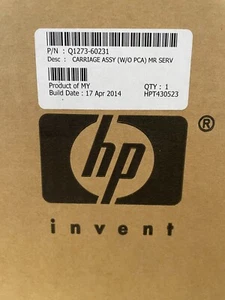 P/N : Q1273-60231
Desc : CARRIAGE ASSY (W/O PCA) MR SERV
Product of MY QTY : 1
Build Date : 17 Apr 2014 HPT430523
hp ®
invent